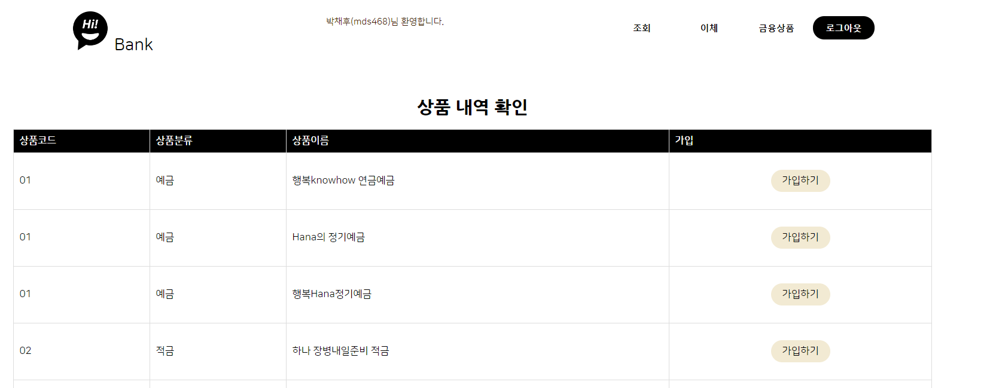 Hi!
Bank
박채후(mds468)님 환영합니다.
조회 이체 금융상품 로그아웃
상품 내역 확인
상품코드 상품분류 상품이름 가입
01 예금 행복knowhow 연금예금 가입하기
01 예금 Hana의 정기예금 가입하기
01 예금 행복Hana정기예금 가입하기
02 적금 하나 장병내일준비 적금 가입하기